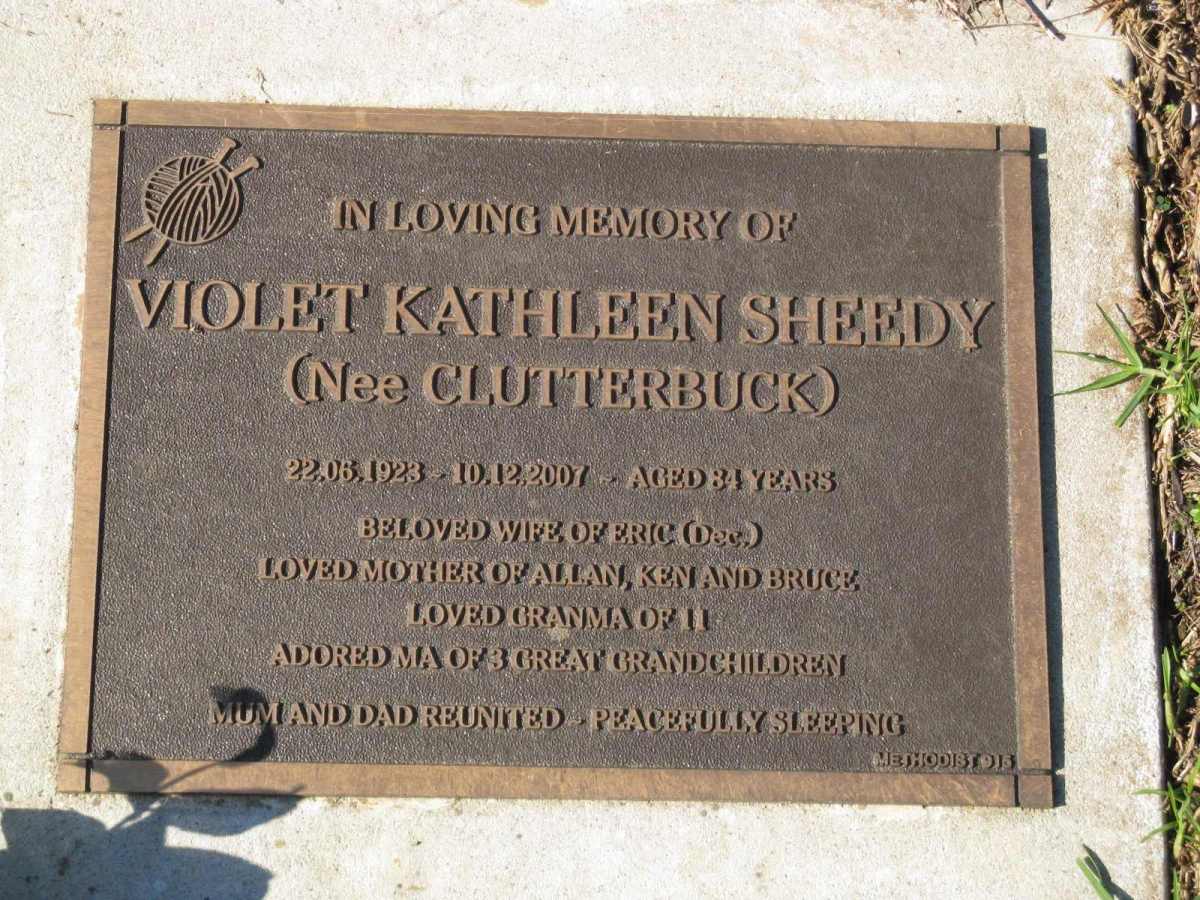 IN LOVING MEMORY OF
VIOLET KATHLEEN SHEEDY
(Nee CLUTTERBUCK)
22.06.1923 ~ 10.12.2007 ~ AGED 84 YEARS
BELOVED WIFE OF ERIC (Dec.)
LOVED MOTHER OF ALLAN, KEN AND BRUCE
LOVED GRANMA OF 11
ADORED MA OF 3 GREAT GRANDCHILDREN
MUM AND DAD REUNITED ~ PEACEFULLY SLEEPING
METHODIST 915